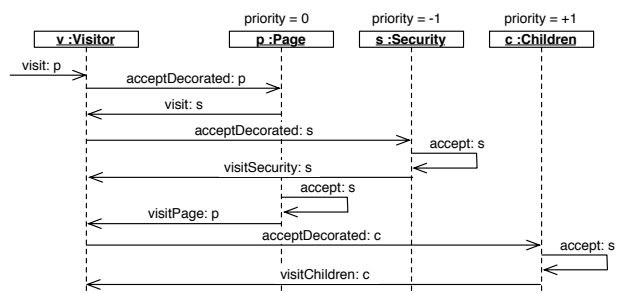 priority = 0 priority = -1 priority = +1
v :Visitor p :Page s :Security c :Children
visit: p
acceptDecorated: p
visit: s
acceptDecorated: s
accept: s
visitSecurity: s
accept: s
visitPage: p
acceptDecorated: c
accept: s
visitChildren: c